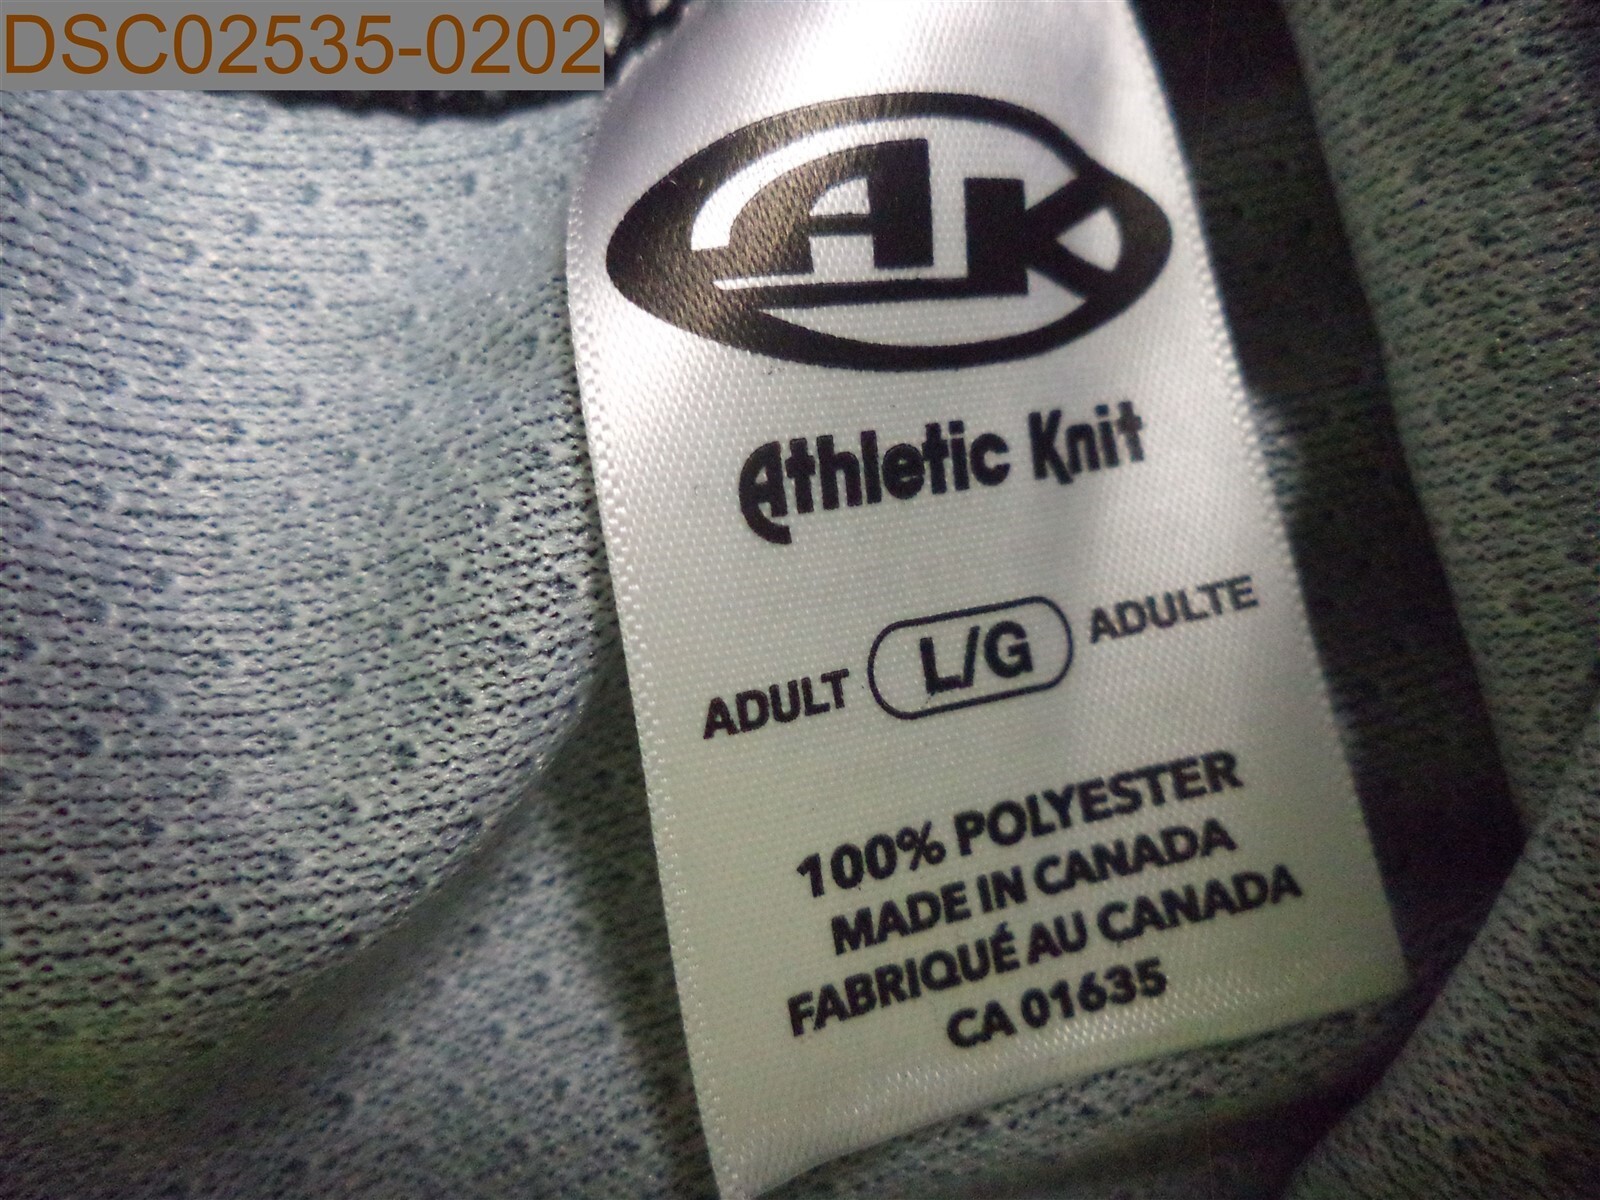 DSC02535-0202
AK
Athletic Knit
ADULT L/G ADULTE
100% POLYESTER
MADE IN CANADA
FABRIQUÉ AU CANADA
CA 01635